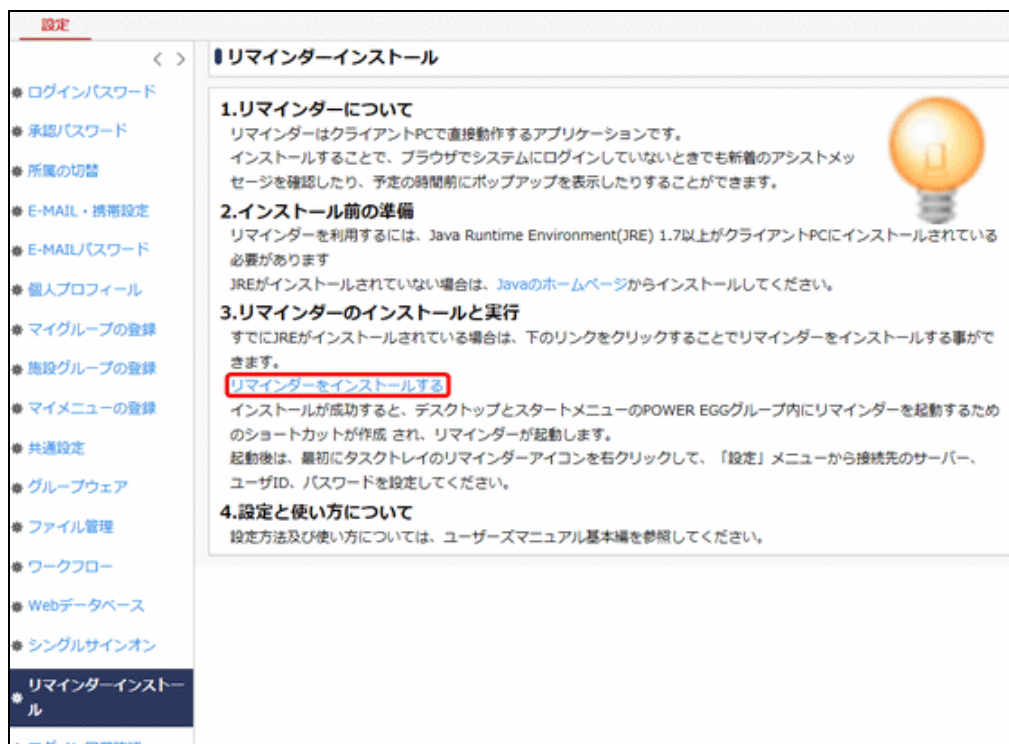 設定
< >
ログインパスワード
承認パスワード
所属の切替
E-MAIL・携帯設定
E-MAILパスワード
個人プロフィール
マイグループの登録
施設グループの登録
マイメニューの登録
共通設定
グループウェア
ファイル管理
ワークフロー
Webデータベース
シングルサインオン
リマインダーインストー
ル
リマインダーインストール
1.リマインダーについて
リマインダーはクライアントPCで直接動作するアプリケーションです。
インストールすることで、ブラウザでシステムにログインしていないときでも新着のアシストメッ
セージを確認したり、予定の時間前にポップアップを表示したりすることができます。
2.インストール前の準備
リマインダーを利用するには、Java Runtime Environment(JRE) 1.7以上がクライアントPCにインストールされている
必要があります
JREがインストールされていない場合は、Javaのホームページからインストールしてください。
3.リマインダーのインストールと実行
すでにJREがインストールされている場合は、下のリンクをクリックすることでリマインダーをインストールする事がで
きます。
リマインダーをインストールする
インストールが成功すると、デスクトップとスタートメニューのPOWER EGGグループ内にリマインダーを起動するため
のショートカットが作成 され、リマインダーが起動します。
起動後は、最初にタスクトレイのリマインダーアイコンを右クリックして、「設定」メニューから接続先のサーバー、
ユーザID、パスワードを設定してください。
4.設定と使い方について
設定方法及び使い方については、ユーザーズマニュアル基本編を参照してください。